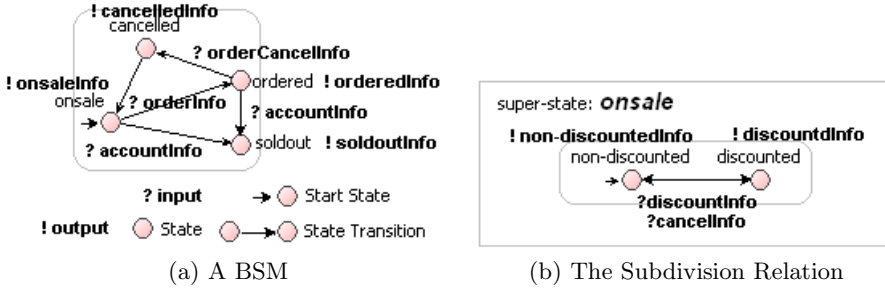 ! cancelledInfo
cancelled
? orderCancelInfo
! onsaleInfo
onsale
ordered ! orderedInfo
? orderInfo
? accountInfo
? accountInfo
soldout ! soldoutInfo
? input
Start State
! output
State
State Transition
(a) A BSM
super-state: onsale
! non-discountedInfo
! discountdInfo
non-discounted
discounted
?discountInfo
?cancelInfo
(b) The Subdivision Relation